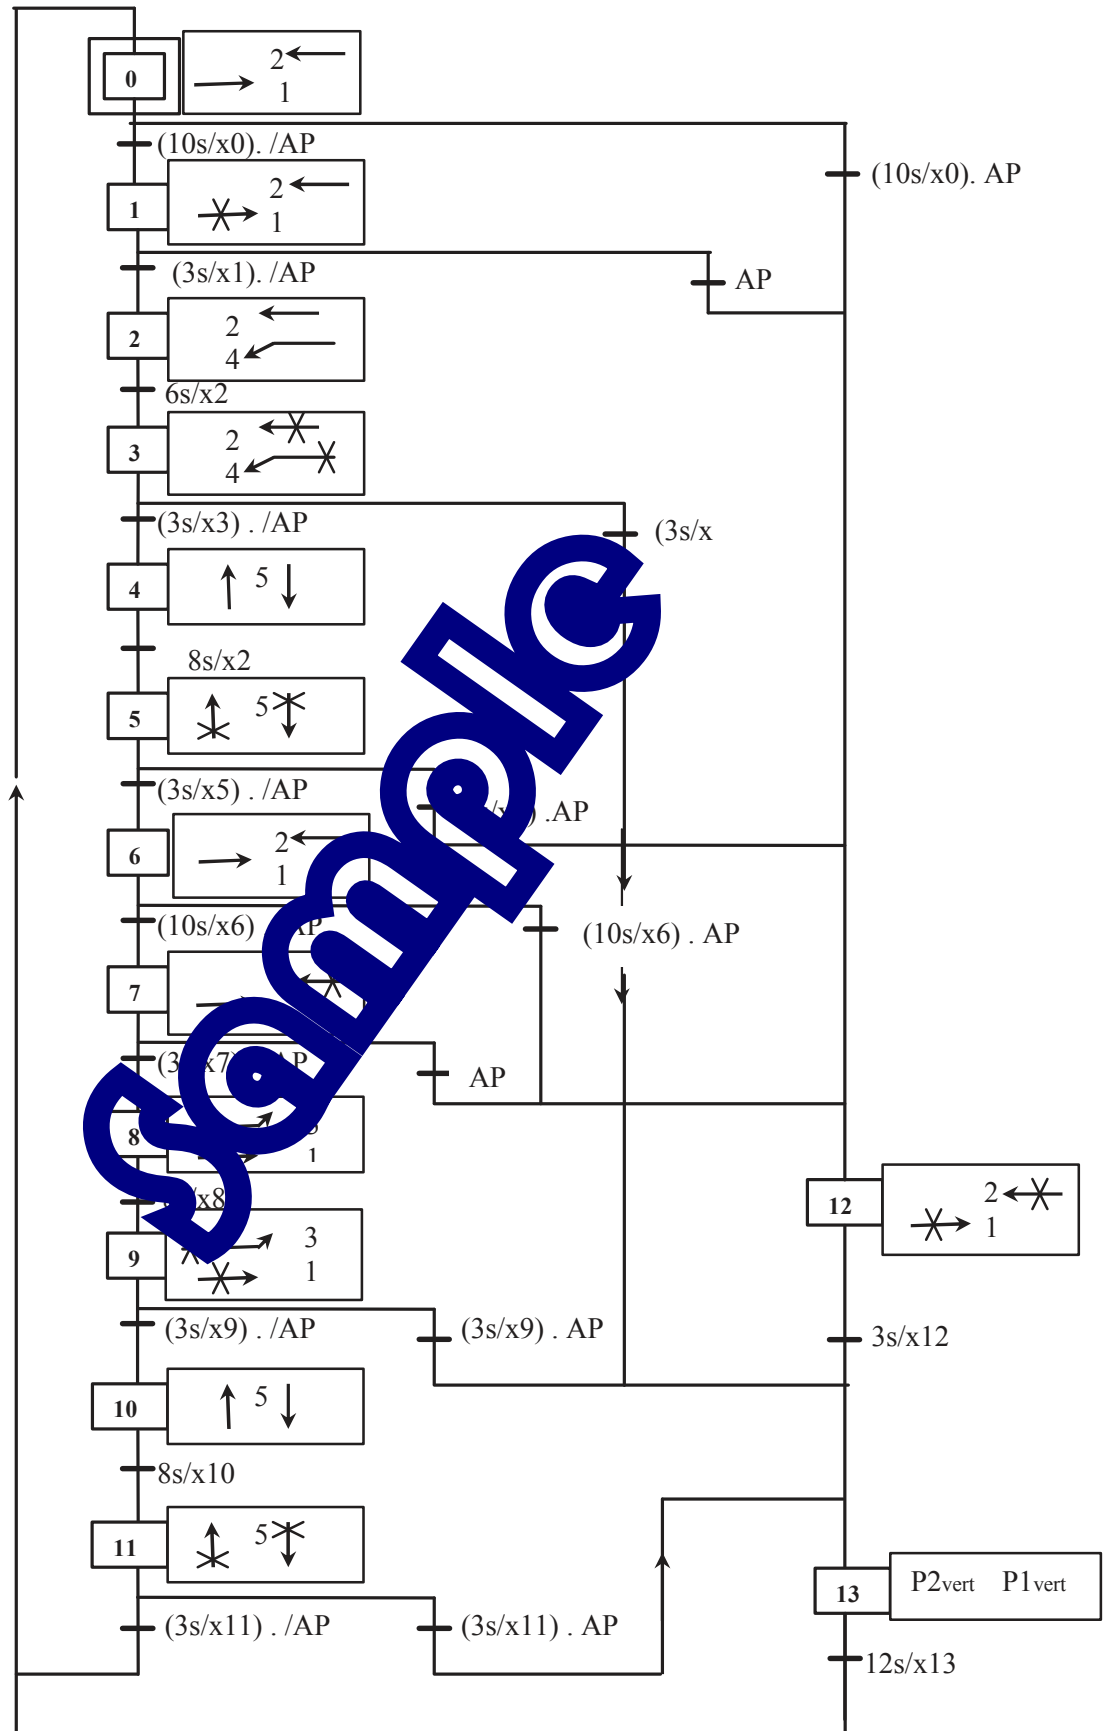 0
2
1
(10s/x0). /AP
(10s/x0). AP
1
2
1
(3s/x1). /AP
AP
2
2
4
6s/x2
3
2
4
(3s/x3) . /AP
(3s/x
4
5
8s/x2
5
5
(3s/x5) . /AP
.AP
6
2
1
(10s/x6)
AP
(10s/x6) . AP
7
AP
AP
8
1
x8
9
3
1
12
2
1
(3s/x9) . /AP
(3s/x9) . AP
3s/x12
10
5
8s/x10
11
5
13
P2vert P1vert
(3s/x11) . /AP
(3s/x11) . AP
12s/x13
Sample